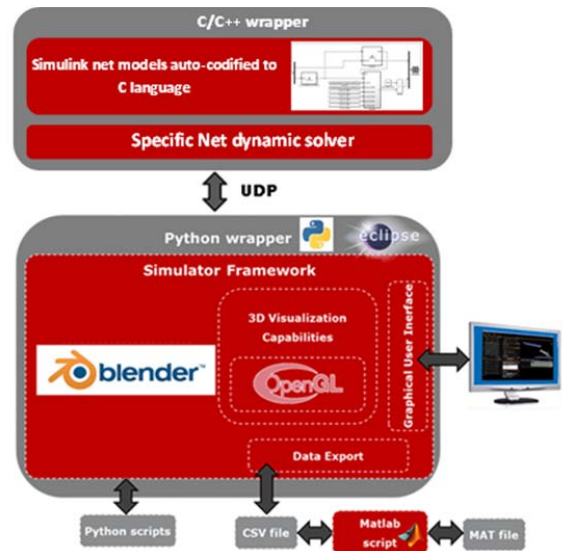 C/C++ wrapper
Simulink net models auto-codified to
C language
Specific Net dynamic solver
UDP
Python wrapper
eclipse
Simulator Framework
3D Visualization
Capabilities
blender™
OpenGL
Graphical User Inerface
Data Export
Python scripts
CSV file
Matlab
script
MAT file